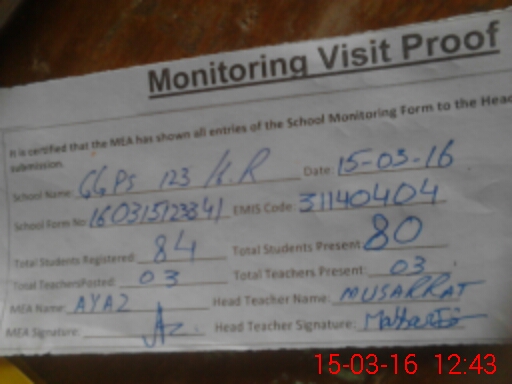 Monitoring Visit Proof
It is certified that the MEA has shown all entries of the School Monitoring Form to the Head
submission.
School Name: GGPS 123 /6.R Date: 15-03-16
School Form No: 160315123341 EMIS Code: 31140404
Total Students Registered: 84 Total Students Present: 80
Total TeachersPosted: 03 Total Teachers Present: 03
MEA Name: AYAZ Head Teacher Name: MUSARRAT
MEA Signature: Head Teacher Signature:
15-03-16 12:43